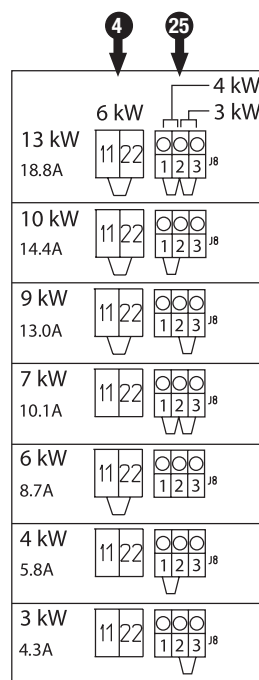 4 25
4 kW
6 kW 3 kW
13 kW 11 22 J8
18.8A 1 2 3
10 kW 11 22 J8
14.4A 1 2 3
9 kW 11 22 J8
13.0A 1 2 3
7 kW 11 22 J8
10.1A 1 2 3
6 kW 11 22 J8
8.7A 1 2 3
4 kW 11 22 J8
5.8A 1 2 3
3 kW 11 22 J8
4.3A 1 2 3